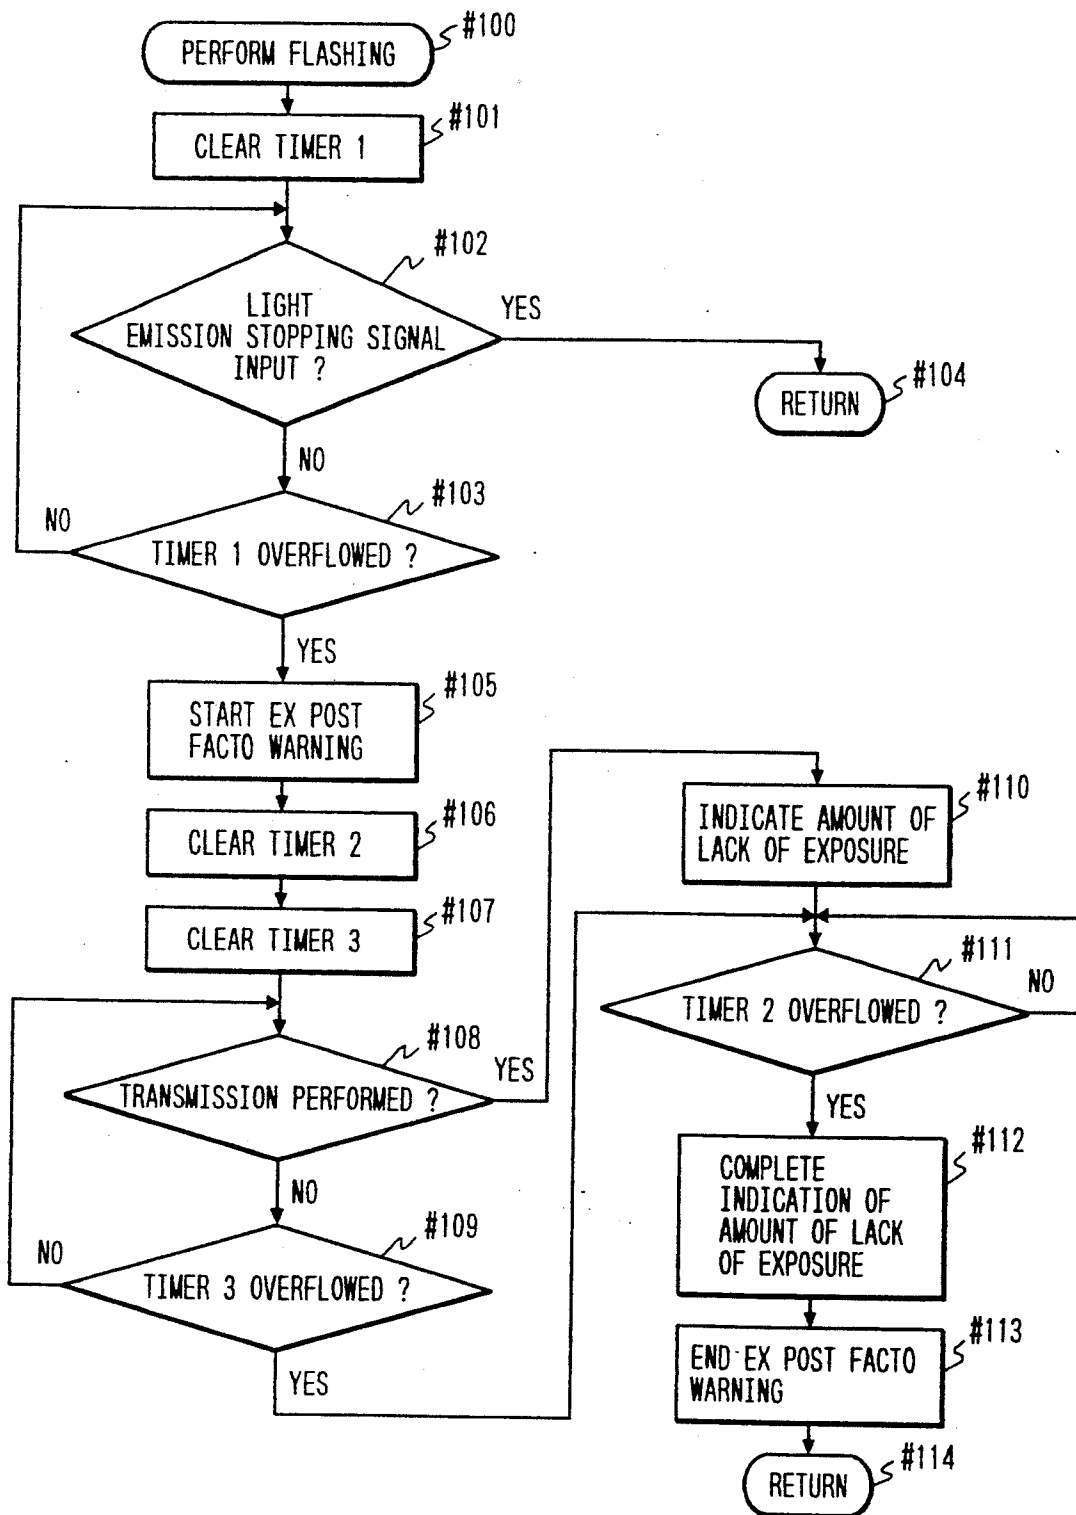 #100
PERFORM FLASHING
#101
CLEAR TIMER 1
#102
LIGHT
EMISSION STOPPING SIGNAL
INPUT ?
YES
#104
RETURN
NO
#103
TIMER 1 OVERFLOWED ?
NO
YES
#105
START EX POST
FACTO WARNING
#106
CLEAR TIMER 2
#107
CLEAR TIMER 3
#108
TRANSMISSION PERFORMED ?
YES
NO
#109
TIMER 3 OVERFLOWED ?
NO
YES
#110
INDICATE AMOUNT OF
LACK OF EXPOSURE
#111
TIMER 2 OVERFLOWED ?
NO
YES
#112
COMPLETE
INDICATION OF
AMOUNT OF LACK
OF EXPOSURE
#113
END EX POST FACTO
WARNING
#114
RETURN